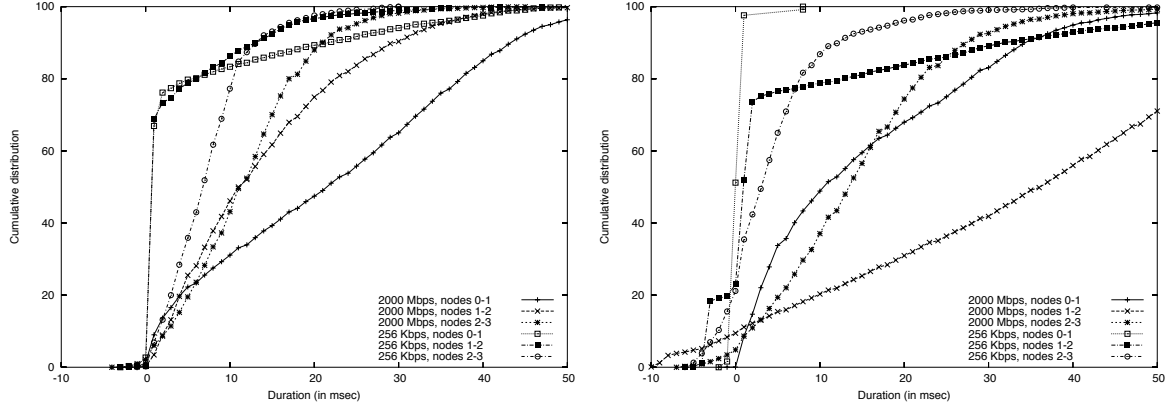 100
80
60
40
20
0
Cumulative distribution
2000 Mbps, nodes 0-1
2000 Mbps, nodes 1-2
2000 Mbps, nodes 2-3
256 Kbps, nodes 0-1
256 Kbps, nodes 1-2
256 Kbps, nodes 2-3
-10 0 10 20 30 40 50
Duration (in msec)
100
80
60
40
20
0
Cumulative distribution
2000 Mbps, nodes 0-1
2000 Mbps, nodes 1-2
2000 Mbps, nodes 2-3
256 Kbps, nodes 0-1
256 Kbps, nodes 1-2
256 Kbps, nodes 2-3
-10 0 10 20 30 40 50
Duration (in msec)